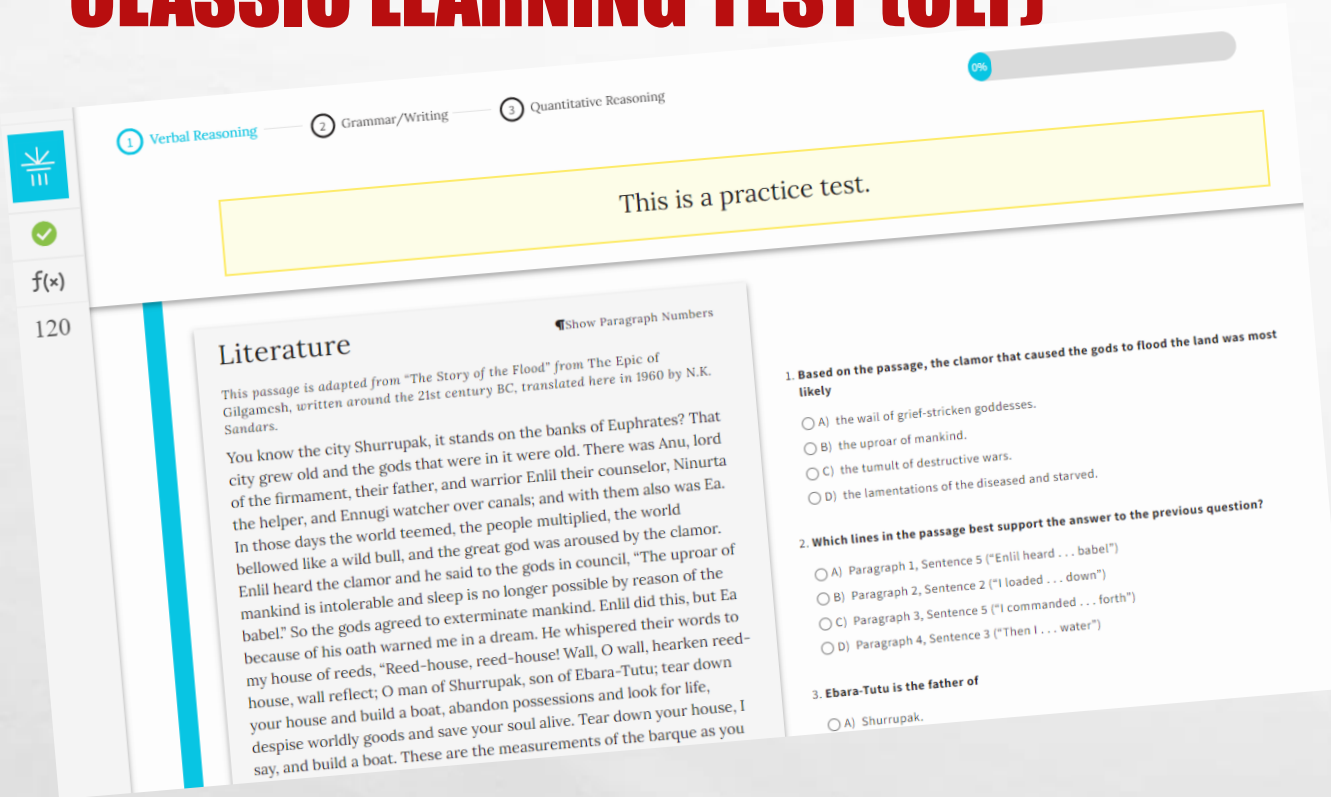 CLASSIC LEARNING TEST (CLT)
0%
1 Verbal Reasoning
2 Grammar/Writing
3 Quantitative Reasoning
This is a practice test.
f(×)
120
¶Show Paragraph Numbers
Literature
This passage is adapted from “The Story of the Flood” from The Epic of
Gilgamesh, written around the 21st century BC, translated here in 1960 by N.K.
Sandars.
You know the city Shurrupak, it stands on the banks of Euphrates? That
city grew old and the gods that were in it were old. There was Anu, lord
of the firmament, their father, and warrior Enlil their counselor, Ninurta
the helper, and Ennugi watcher over canals; and with them also was Ea.
In those days the world teemed, the people multiplied, the world
bellowed like a wild bull, and the great god was aroused by the clamor.
Enlil heard the clamor and he said to the gods in council, “The uproar of
mankind is intolerable and sleep is no longer possible by reason of the
babel.” So the gods agreed to exterminate mankind. Enlil did this, but Ea
because of his oath warned me in a dream. He whispered their words to
my house of reeds, “Reed-house, reed-house! Wall, O wall, hearken reed-
house, wall reflect; O man of Shurrupak, son of Ebara-Tutu; tear down
your house and build a boat, abandon possessions and look for life,
despise worldly goods and save your soul alive. Tear down your house, I
say, and build a boat. These are the measurements of the barque as you
1. Based on the passage, the clamor that caused the gods to flood the land was most
likely
A) the wail of grief-stricken goddesses.
B) the uproar of mankind.
C) the tumult of destructive wars.
D) the lamentations of the diseased and starved.
2. Which lines in the passage best support the answer to the previous question?
A) Paragraph 1, Sentence 5 (“Enlil heard . . . babel”)
B) Paragraph 2, Sentence 2 (“I loaded . . . down”)
C) Paragraph 3, Sentence 5 (“I commanded . . . forth”)
D) Paragraph 4, Sentence 3 (“Then I . . . water”)
3. Ebara-Tutu is the father of
A) Shurrupak.